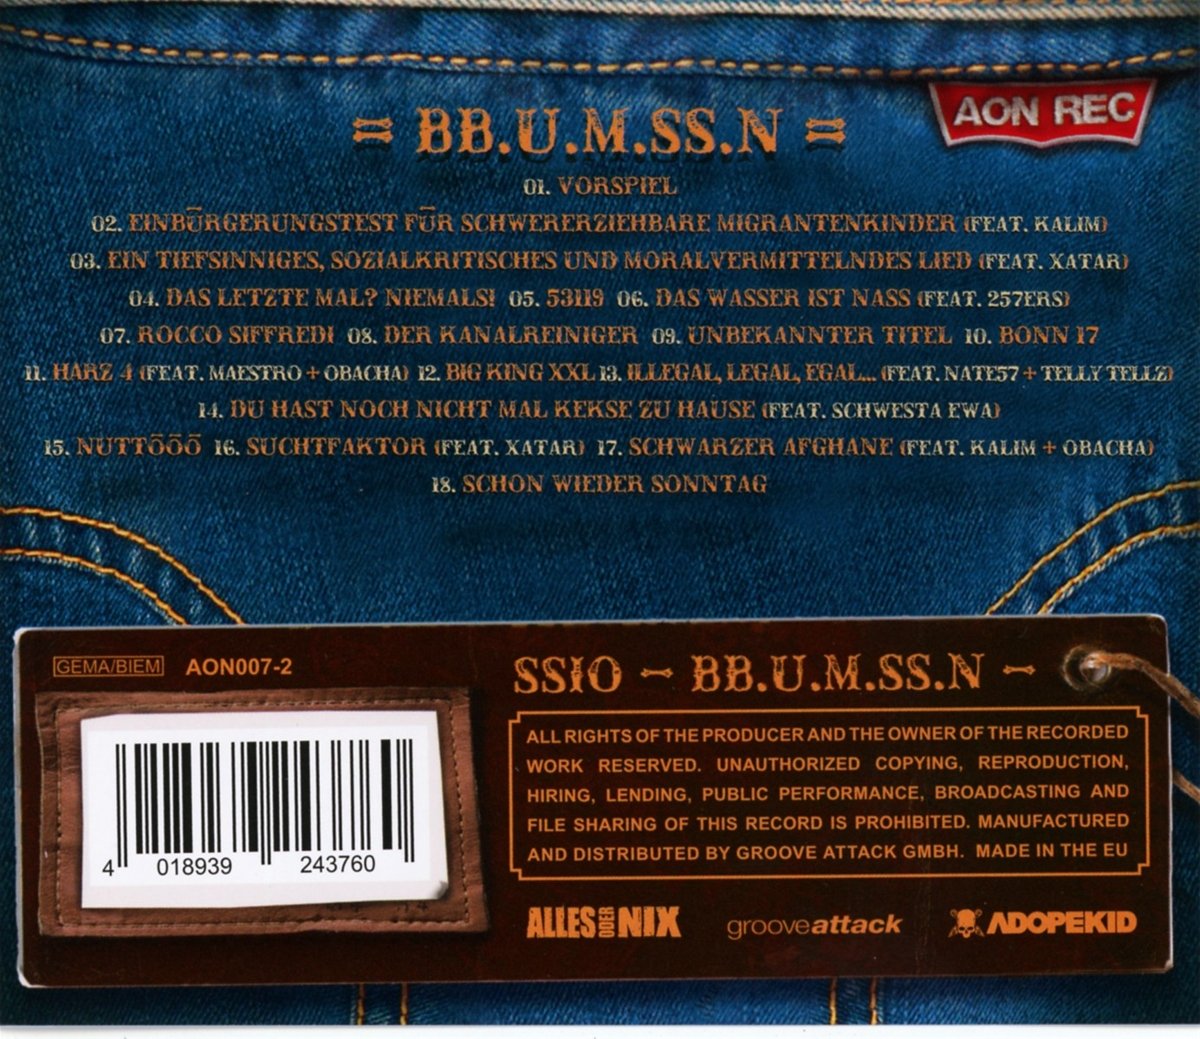 AON REC
= BB.U.M.SS.N =
01. VORSPIEL
02. EINBÜRGERUNGSTEST FÜR SCHWERERZIEHBARE MIGRANTENKINDER (FEAT. KALIM)
03. EIN TIEFSINNIGES, SOZIALKRITISCHES UND MORALVERMITTELNDES LIED (FEAT. XATAR)
04. DAS LETZTE MAL? NIEMALS! 05. 53119 06. DAS WASSER IST NASS (FEAT. 257ERS)
07. ROCCO SIFFREDI 08. DER KANALREINIGER 09. UNBEKANNTER TITEL 10. BONN 17
11. HARZ 4 (FEAT. MAESTRO + OBACHA) 12. BIG KING XXL 13. ILLEGAL, LEGAL, EGAL... (FEAT. NATE57 + TELLY TELLZ)
14. DU HAST NOCH NICHT MAL KEKSE ZU HAUSE (FEAT. SCHWESTA EWA)
15. NUTTÖÖÖ 16. SUCHTFAKTOR (FEAT. XATAR) 17. SCHWARZER AFGHANE (FEAT. KALIM + OBACHA)
18. SCHON WIEDER SONNTAG
GEMA/BIEM AON007-2
4 018939 243760
SSIO – BB.U.M.SS.N –
ALL RIGHTS OF THE PRODUCER AND THE OWNER OF THE RECORDED
WORK RESERVED. UNAUTHORIZED COPYING, REPRODUCTION,
HIRING, LENDING, PUBLIC PERFORMANCE, BROADCASTING AND
FILE SHARING OF THIS RECORD IS PROHIBITED. MANUFACTURED
AND DISTRIBUTED BY GROOVE ATTACK GMBH. MADE IN THE EU
ALLES ODER NIX
grooveattack
ADOPEKID